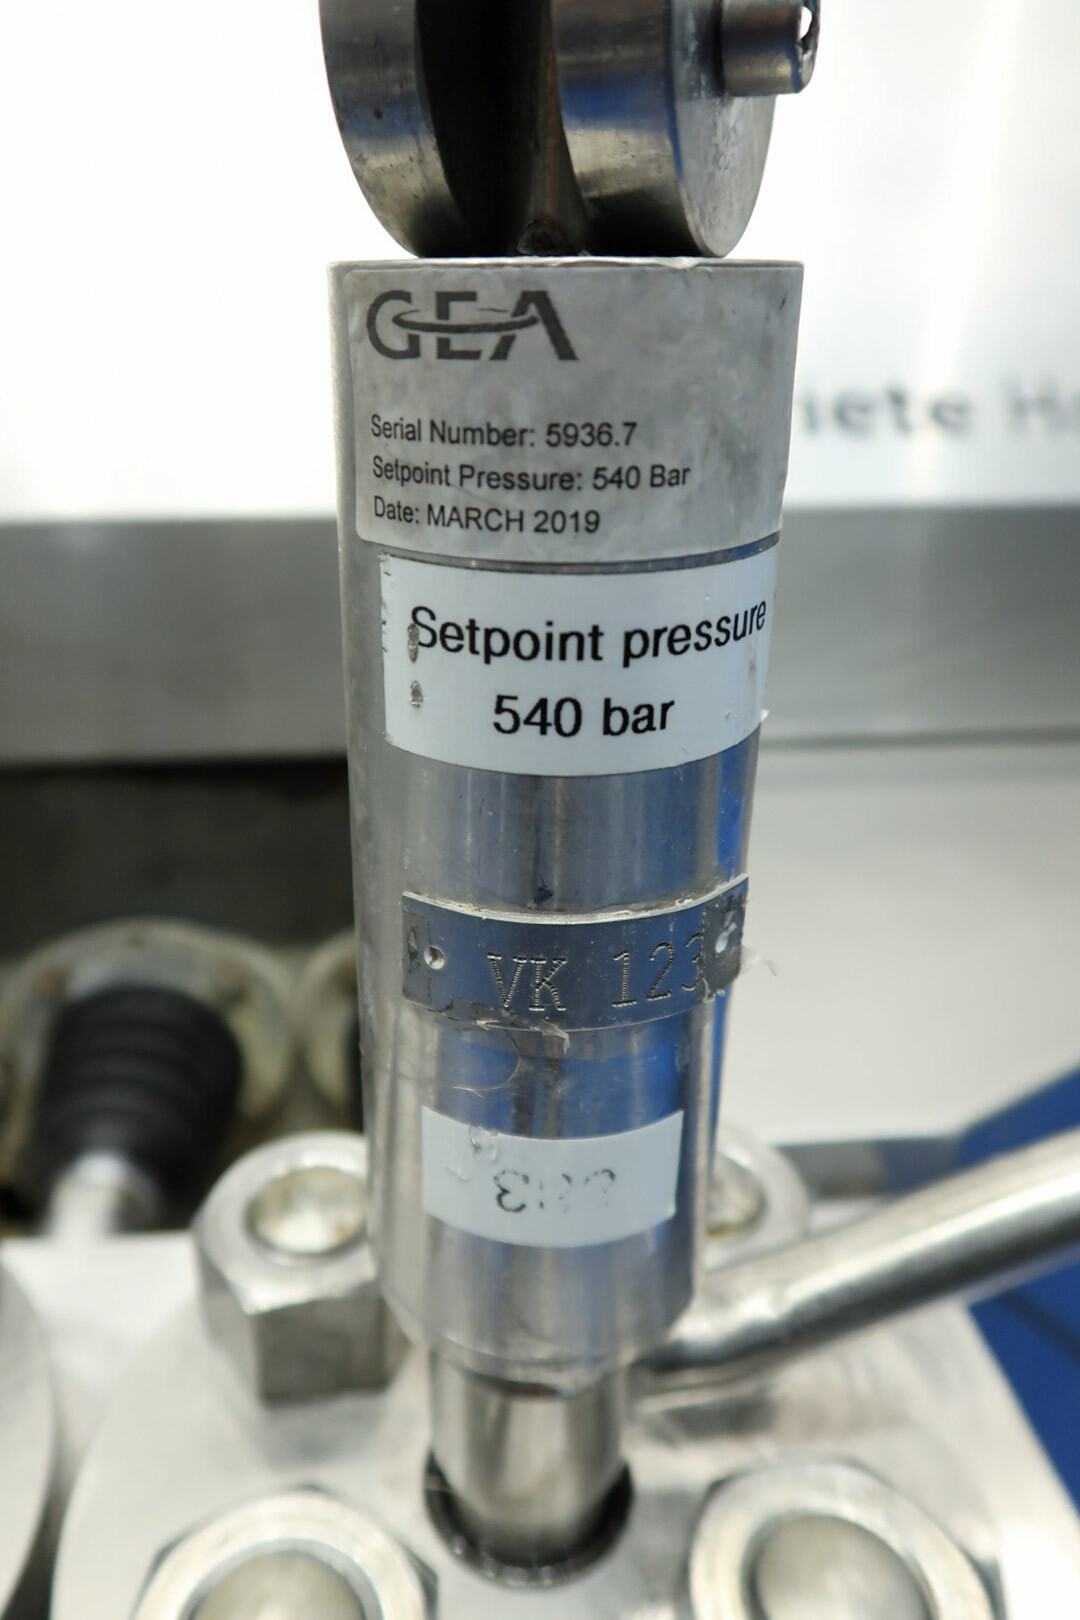 GEA
Serial Number: 5936.7
Setpoint Pressure: 540 Bar
Date: MARCH 2019
Setpoint pressure
540 bar
VK 123